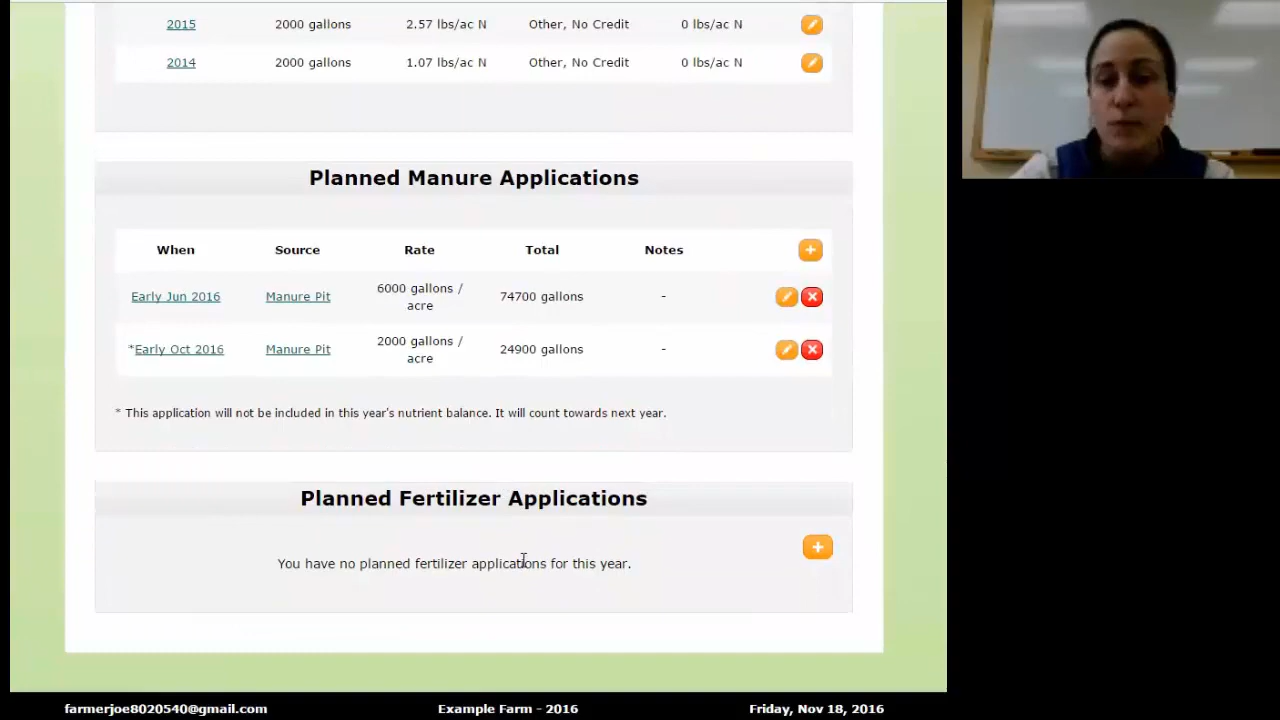 2015 2000 gallons 2.57 lbs/ac N Other, No Credit 0 lbs/ac N
2014 2000 gallons 1.07 lbs/ac N Other, No Credit 0 lbs/ac N
Planned Manure Applications
When Source Rate Total Notes
Early Jun 2016 Manure Pit 6000 gallons / acre 74700 gallons -
*Early Oct 2016 Manure Pit 2000 gallons / acre 24900 gallons -
* This application will not be included in this year's nutrient balance. It will count towards next year.
Planned Fertilizer Applications
You have no planned fertilizer applications for this year.
farmerjoe8020540@gmail.com Example Farm - 2016 Friday, Nov 18, 2016